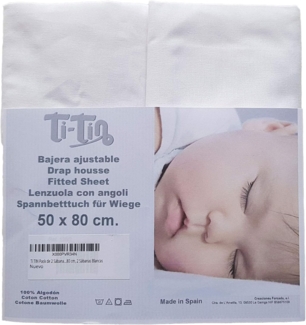 Ti-Tin
Bajera ajustable
Drap housse
Fitted Sheet
Lenzuola con angoli
Spannbetttuch für Wiege
50 x 80 cm.
100% Algodón
Coton Cotton
Cotone Baumwolle
Made in Spain